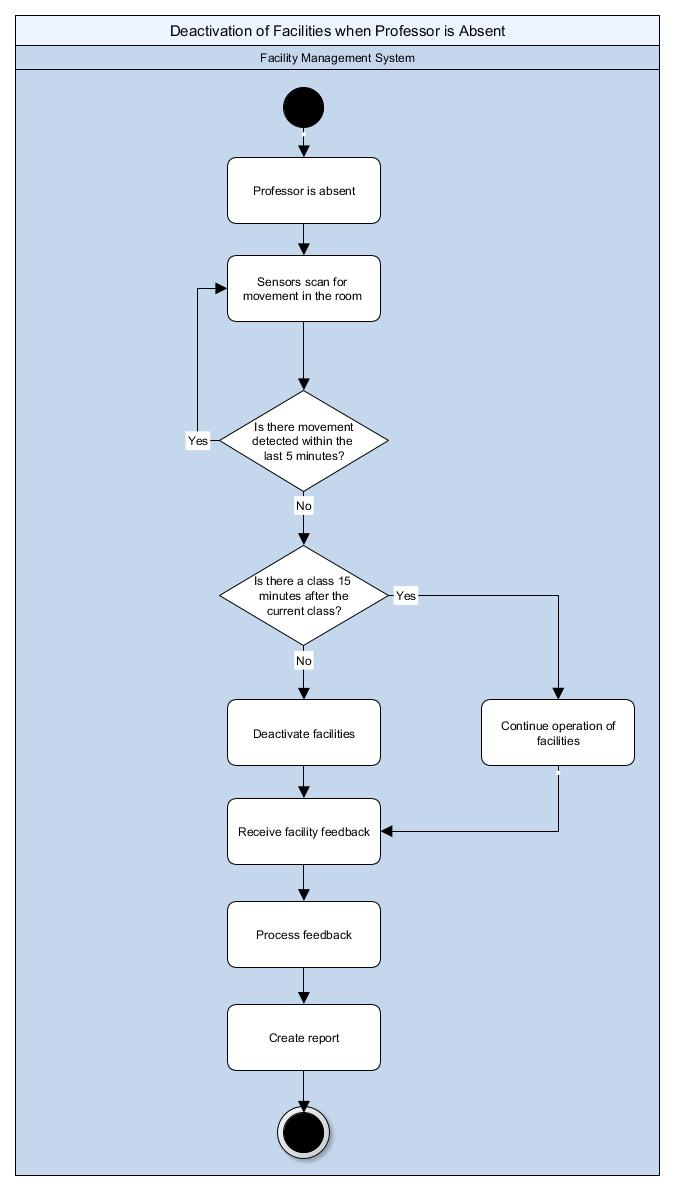 Deactivation of Facilities when Professor is Absent
Facility Management System
Professor is absent
Sensors scan for
movement in the room
Is there movement
detected within the
last 5 minutes?
Yes
No
Is there a class 15
minutes after the
current class?
Yes
No
Deactivate facilities
Continue operation of
facilities
Receive facility feedback
Process feedback
Create report